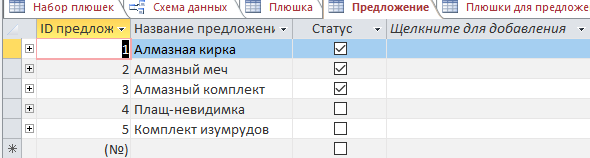 Набор плюшек Схема данных Плюшка Предложение Плюшки для предложе
ID предлож Название предложени Статус Щелкните для добавления
1 Алмазная кирка
2 Алмазный меч
3 Алмазный комплект
4 Плащ-невидимка
5 Комплект изумрудов
(№)